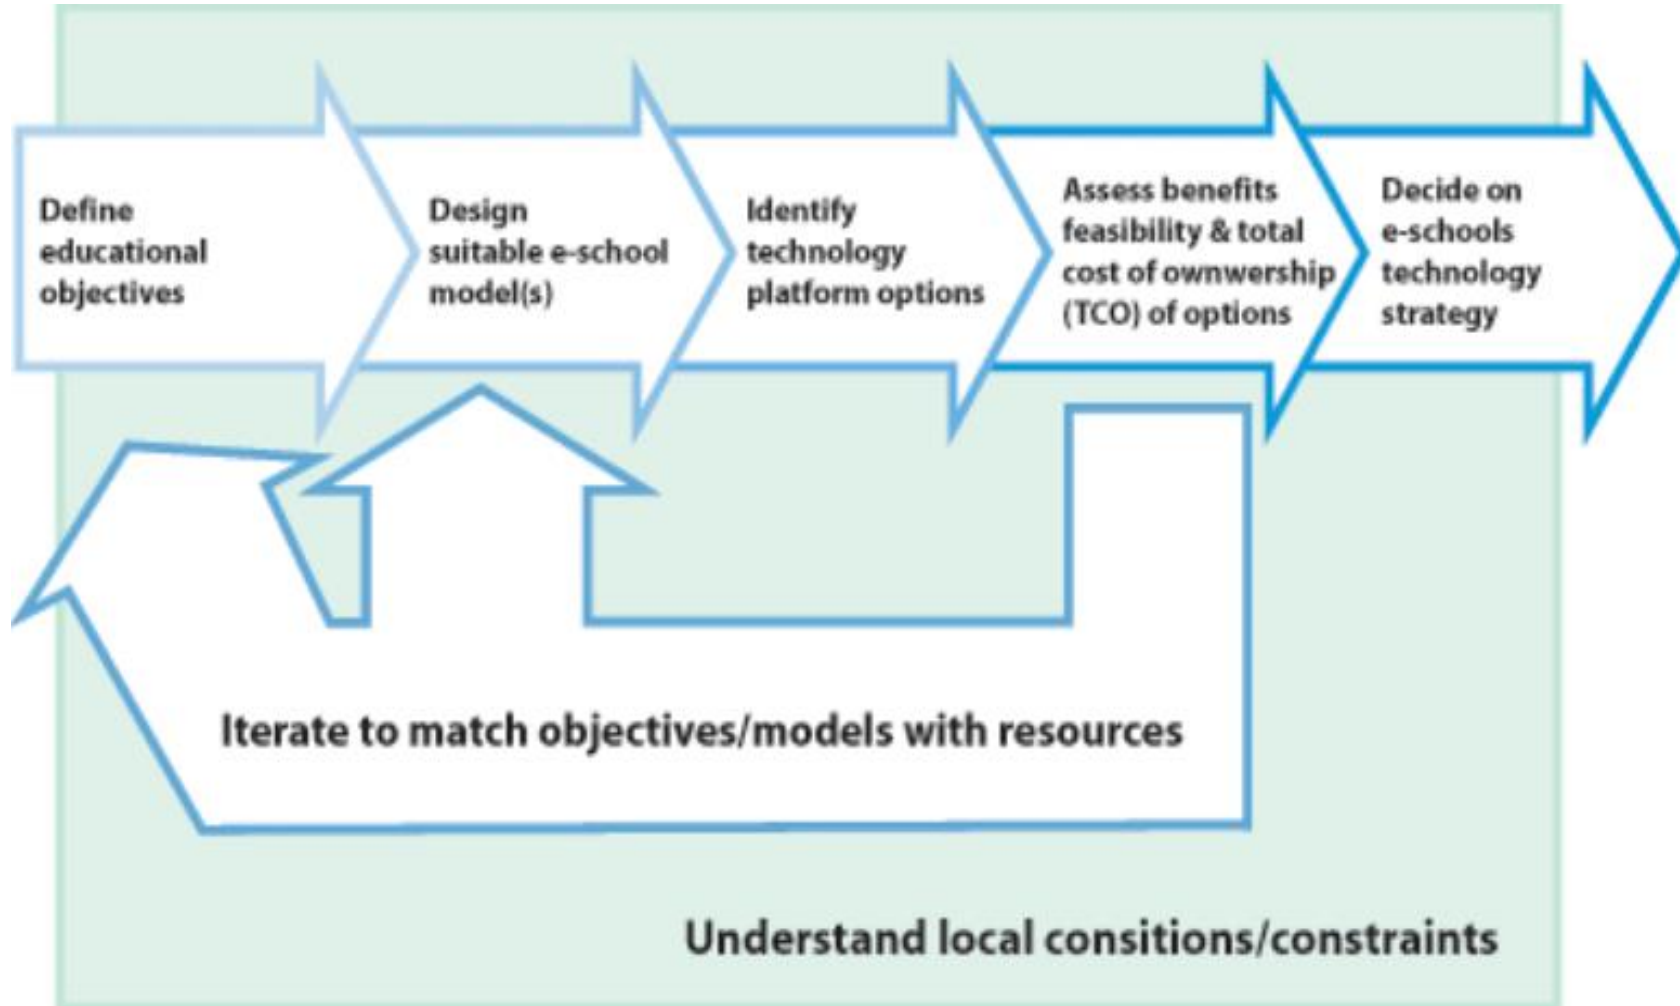 Define
educational
objectives
Design
suitable e-school
model(s)
Identify
technology
platform options
Assess benefits
feasibility & total
cost of ownwership
(TCO) of options
Decide on
e-schools
technology
strategy
Iterate to match objectives/models with resources
Understand local consitions/constraints